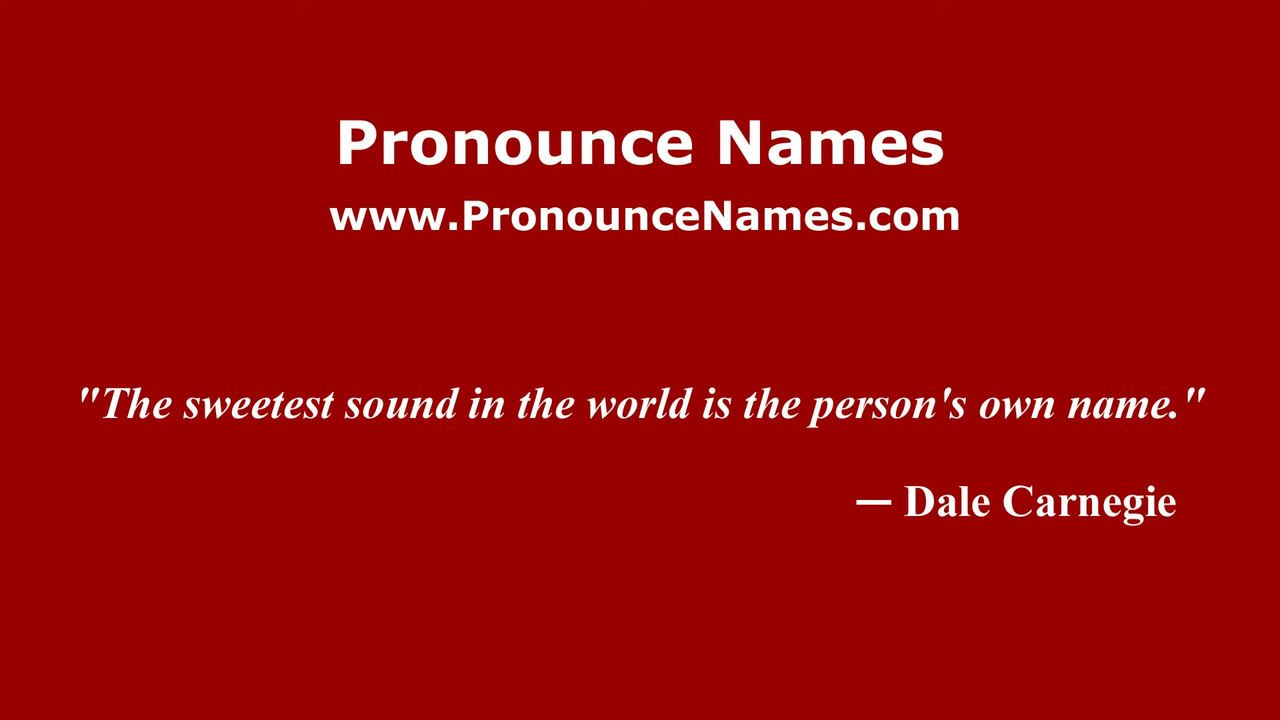 Pronounce Names
www.PronounceNames.com
"The sweetest sound in the world is the person's own name."
— Dale Carnegie